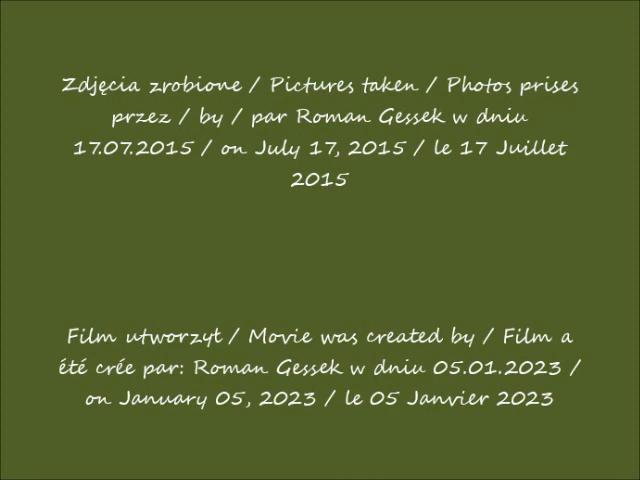 Zdjęcia zrobione / Pictures taken / Photos prises
przez / by / par Roman Gessek w dniu
17.07.2015 / on July 17, 2015 / le 17 Juillet
2015
Film utworzył / Movie was created by / Film a
été crée par: Roman Gessek w dniu 05.01.2023 /
on January 05, 2023 / le 05 Janvier 2023